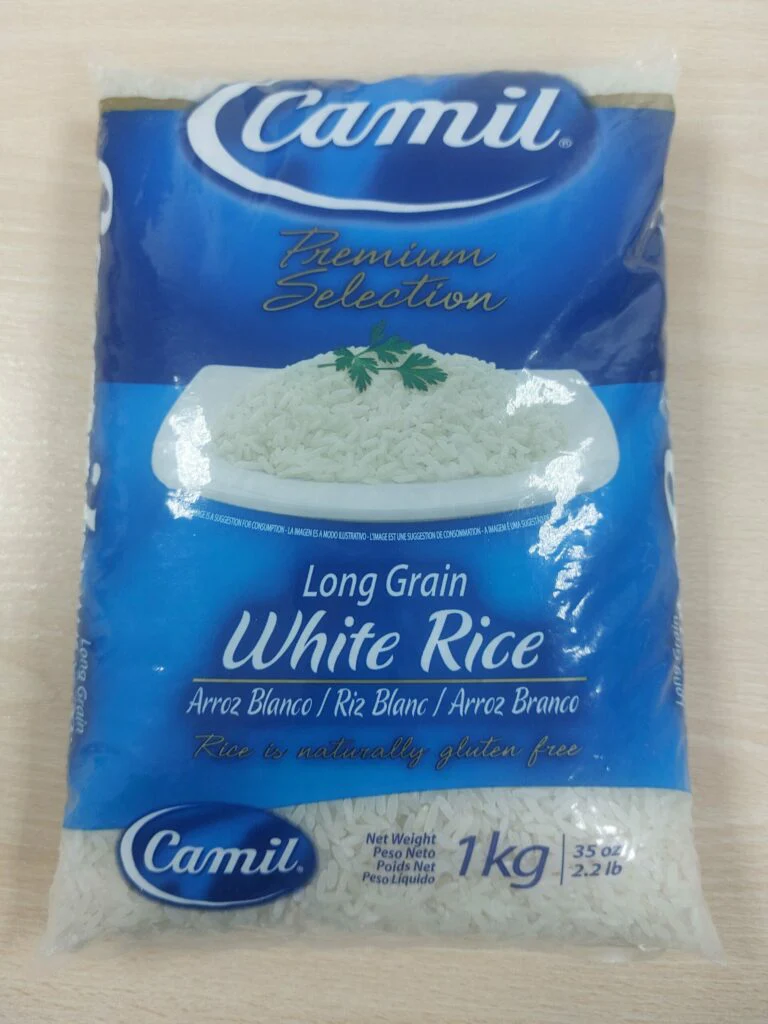 Camil®
Premium
Selection
IMAGE IS A SUGGESTION FOR CONSUMPTION - LA IMAGEN ES A MODO ILUSTRATIVO - L'IMAGE EST UNE SUGGESTION DE CONSOMMATION - A IMAGEM É UMA SUGESTÃO
Long Grain
White Rice
Arroz Blanco / Riz Blanc / Arroz Branco
Rice is naturally gluten free
Long Grain
Long Grain
Camil
Net Weight
Peso Neto
Poids Net
Peso Líquido
1kg
35 oz
2.2 lb